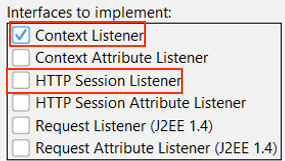 Interfaces to implement:
Context Listener
Context Attribute Listener
HTTP Session Listener
HTTP Session Attribute Listener
Request Listener (J2EE 1.4)
Request Attribute Listener (J2EE 1.4)